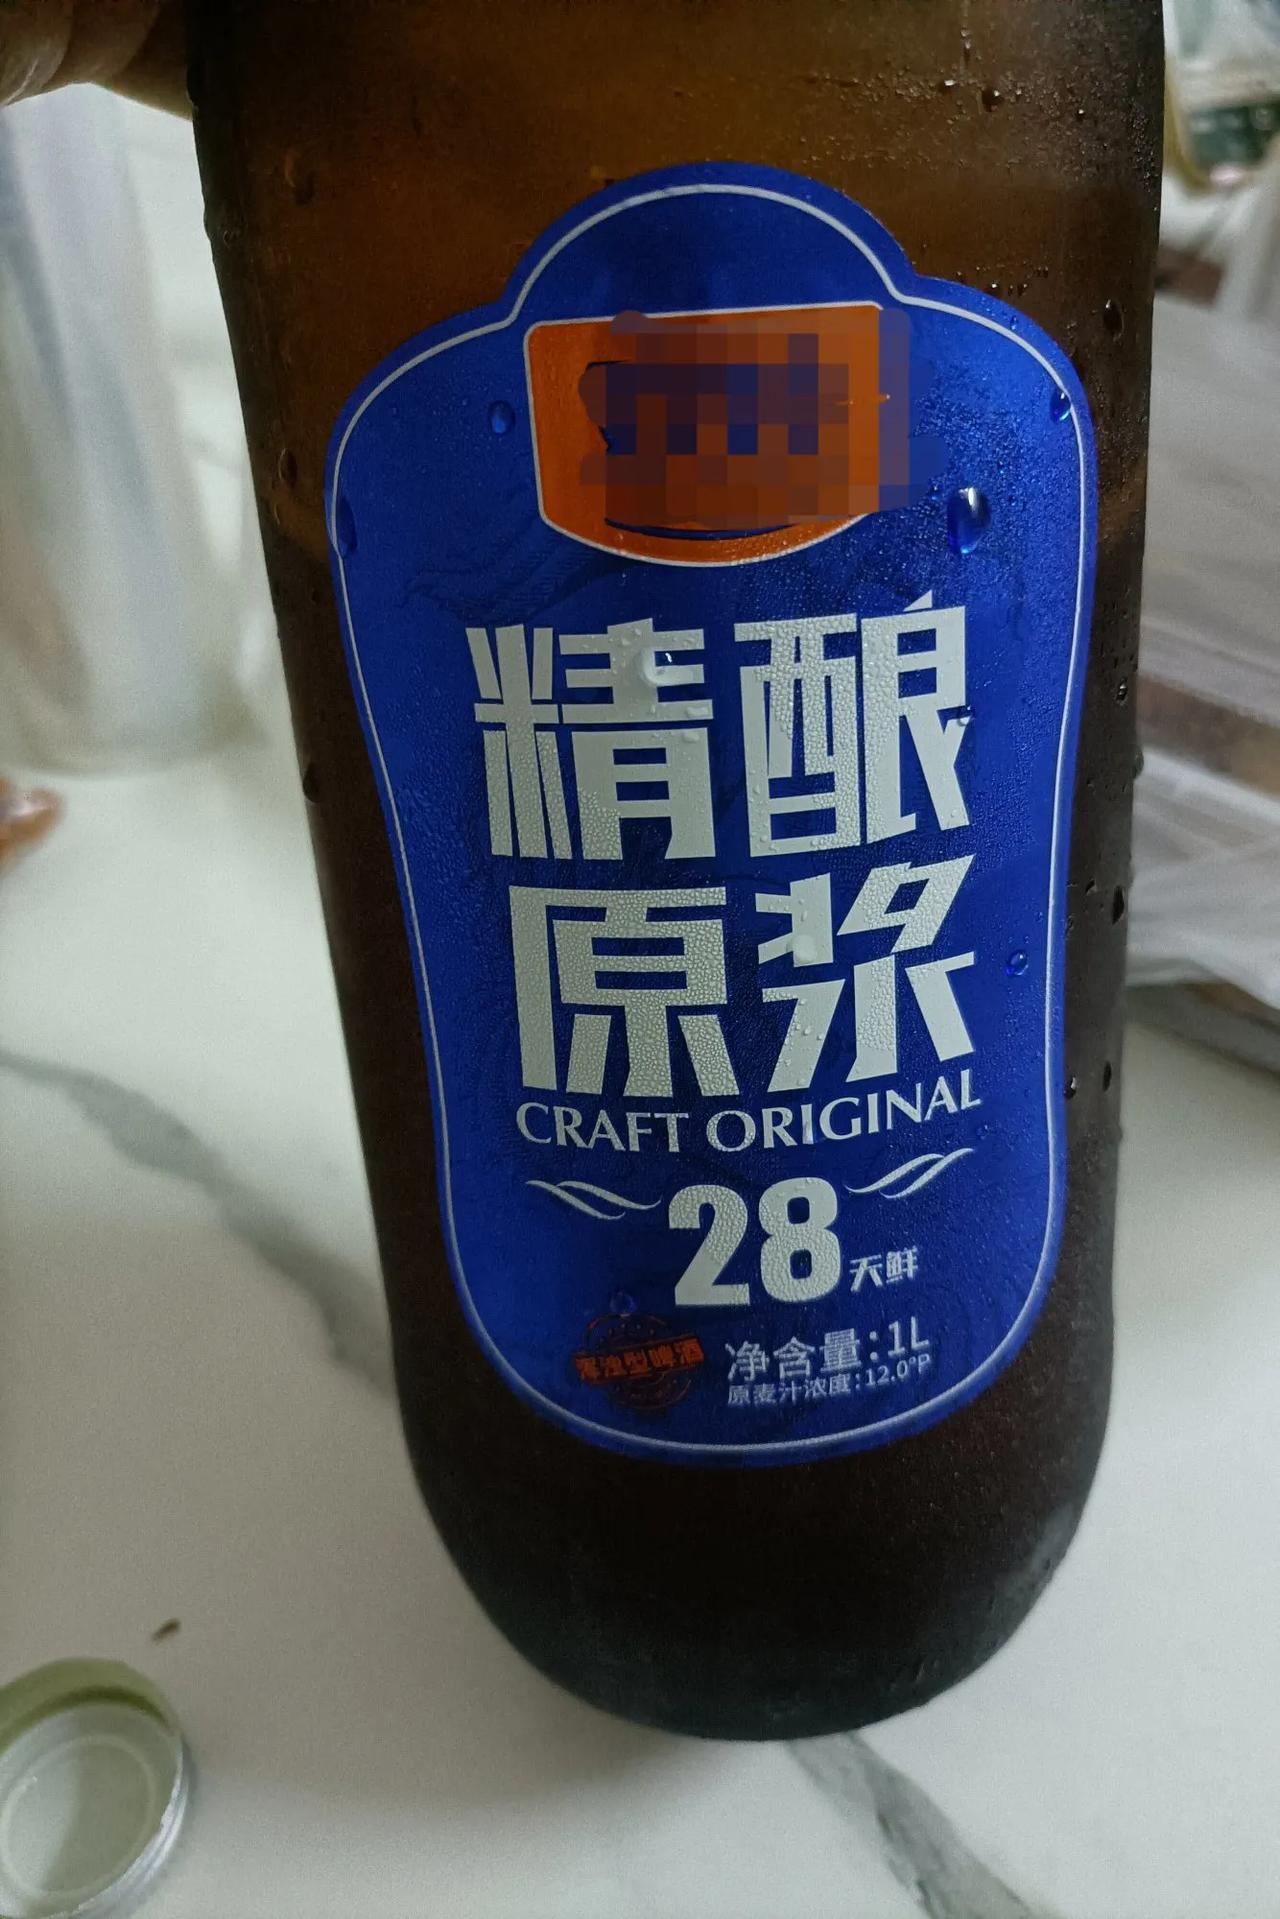 精酿
原浆
CRAFT ORIGINAL
28天鲜
浑浊型啤酒
净含量:1L
原麦汁浓度:12.0°P